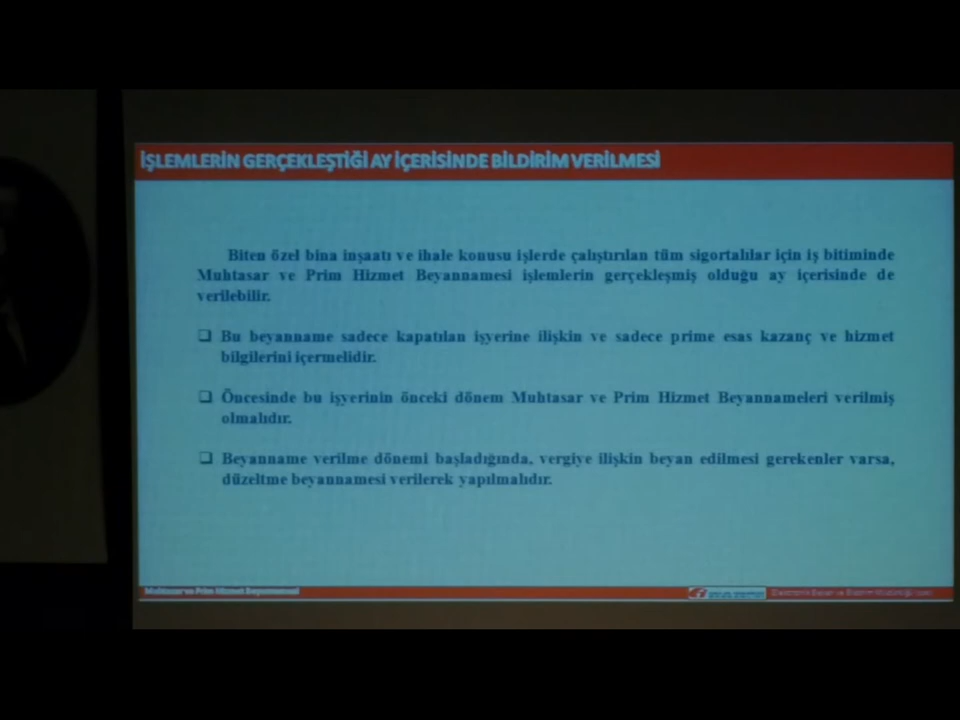 İŞLEMLERİN GERÇEKLEŞTİĞİ AY İÇERİSİNDE BİLDİRİM VERİLMESİ
Biten özel bina inşaatı ve ihale konusu işlerde çalıştırılan tüm sigortalılar için iş bitiminde
Muhtasar ve Prim Hizmet Beyannamesi işlemlerin gerçekleşmiş olduğu ay içerisinde de
verilebilir.
❑ Bu beyanname sadece kapatılan işyerine ilişkin ve sadece prime esas kazanç ve hizmet
bilgilerini içermelidir.
❑ Öncesinde bu işyerinin önceki dönem Muhtasar ve Prim Hizmet Beyannameleri verilmiş
olmalıdır.
❑ Beyanname verilme dönemi başladığında, vergiye ilişkin beyan edilmesi gerekenler varsa,
düzeltme beyannamesi verilerek yapılmalıdır.
Muhtasar ve Prim Hizmet Beyannamesi